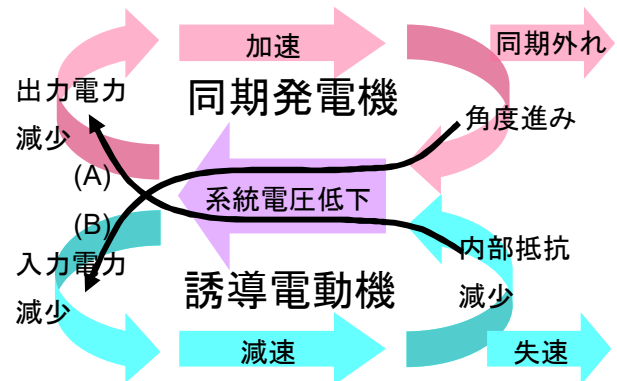 加速
同期外れ
出力電力
減少
同期発電機
角度進み
(A)
系統電圧低下
(B)
入力電力
減少
誘導電動機
内部抵抗
減少
減速
失速